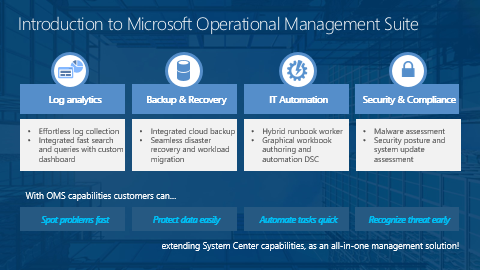 Introduction to Microsoft Operational Management Suite
Log analytics
Backup & Recovery
IT Automation
Security & Compliance
• Effortless log collection
• Integrated fast search
and queries with custom
dashboard
• Integrated cloud backup
• Seamless disaster
recovery and workload
migration
• Hybrid runbook worker
• Graphical workbook
authoring and
automation DSC
• Malware assessment
• Security posture and
system update
assessment
With OMS capabilities customers can...
Spot problems fast
Protect data easily
Automate tasks quick
Recognize threat early
extending System Center capabilities, as an all-in-one management solution!